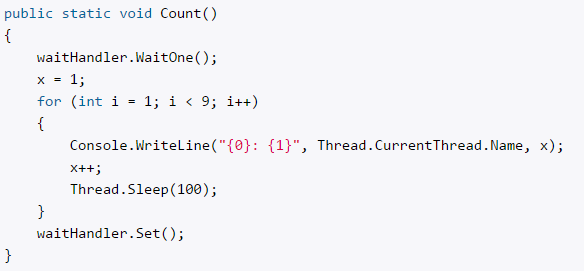 public static void Count()
{
    waitHandler.WaitOne();
    x = 1;
    for (int i = 1; i < 9; i++)
    {
        Console.WriteLine("{0}: {1}", Thread.CurrentThread.Name, x);
        x++;
        Thread.Sleep(100);
    }
    waitHandler.Set();
}